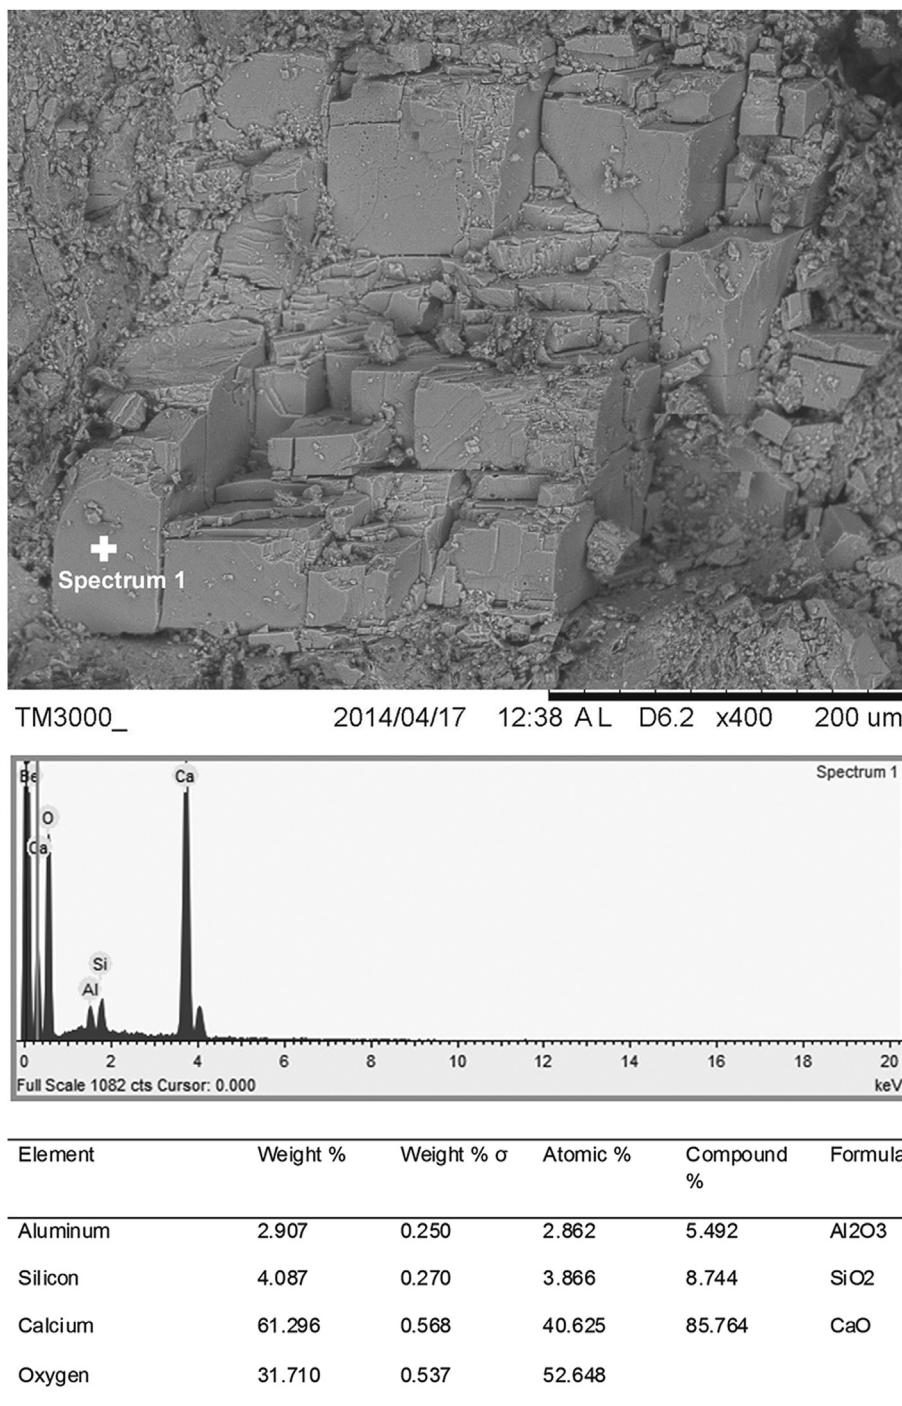 Spectrum 1
TM3000_ 2014/04/17 12:38 A L D6.2 x400 200 um
Spectrum 1
Be Ca
O
Ca
Si
Al
0 2 4 6 8 10 12 14 16 18 20
Full Scale 1082 cts Cursor: 0.000 keV
Element Weight % Weight % σ Atomic % Compound % Formula
Aluminum 2.907 0.250 2.862 5.492 Al2O3
Silicon 4.087 0.270 3.866 8.744 SiO2
Calcium 61.296 0.568 40.625 85.764 CaO
Oxygen 31.710 0.537 52.648